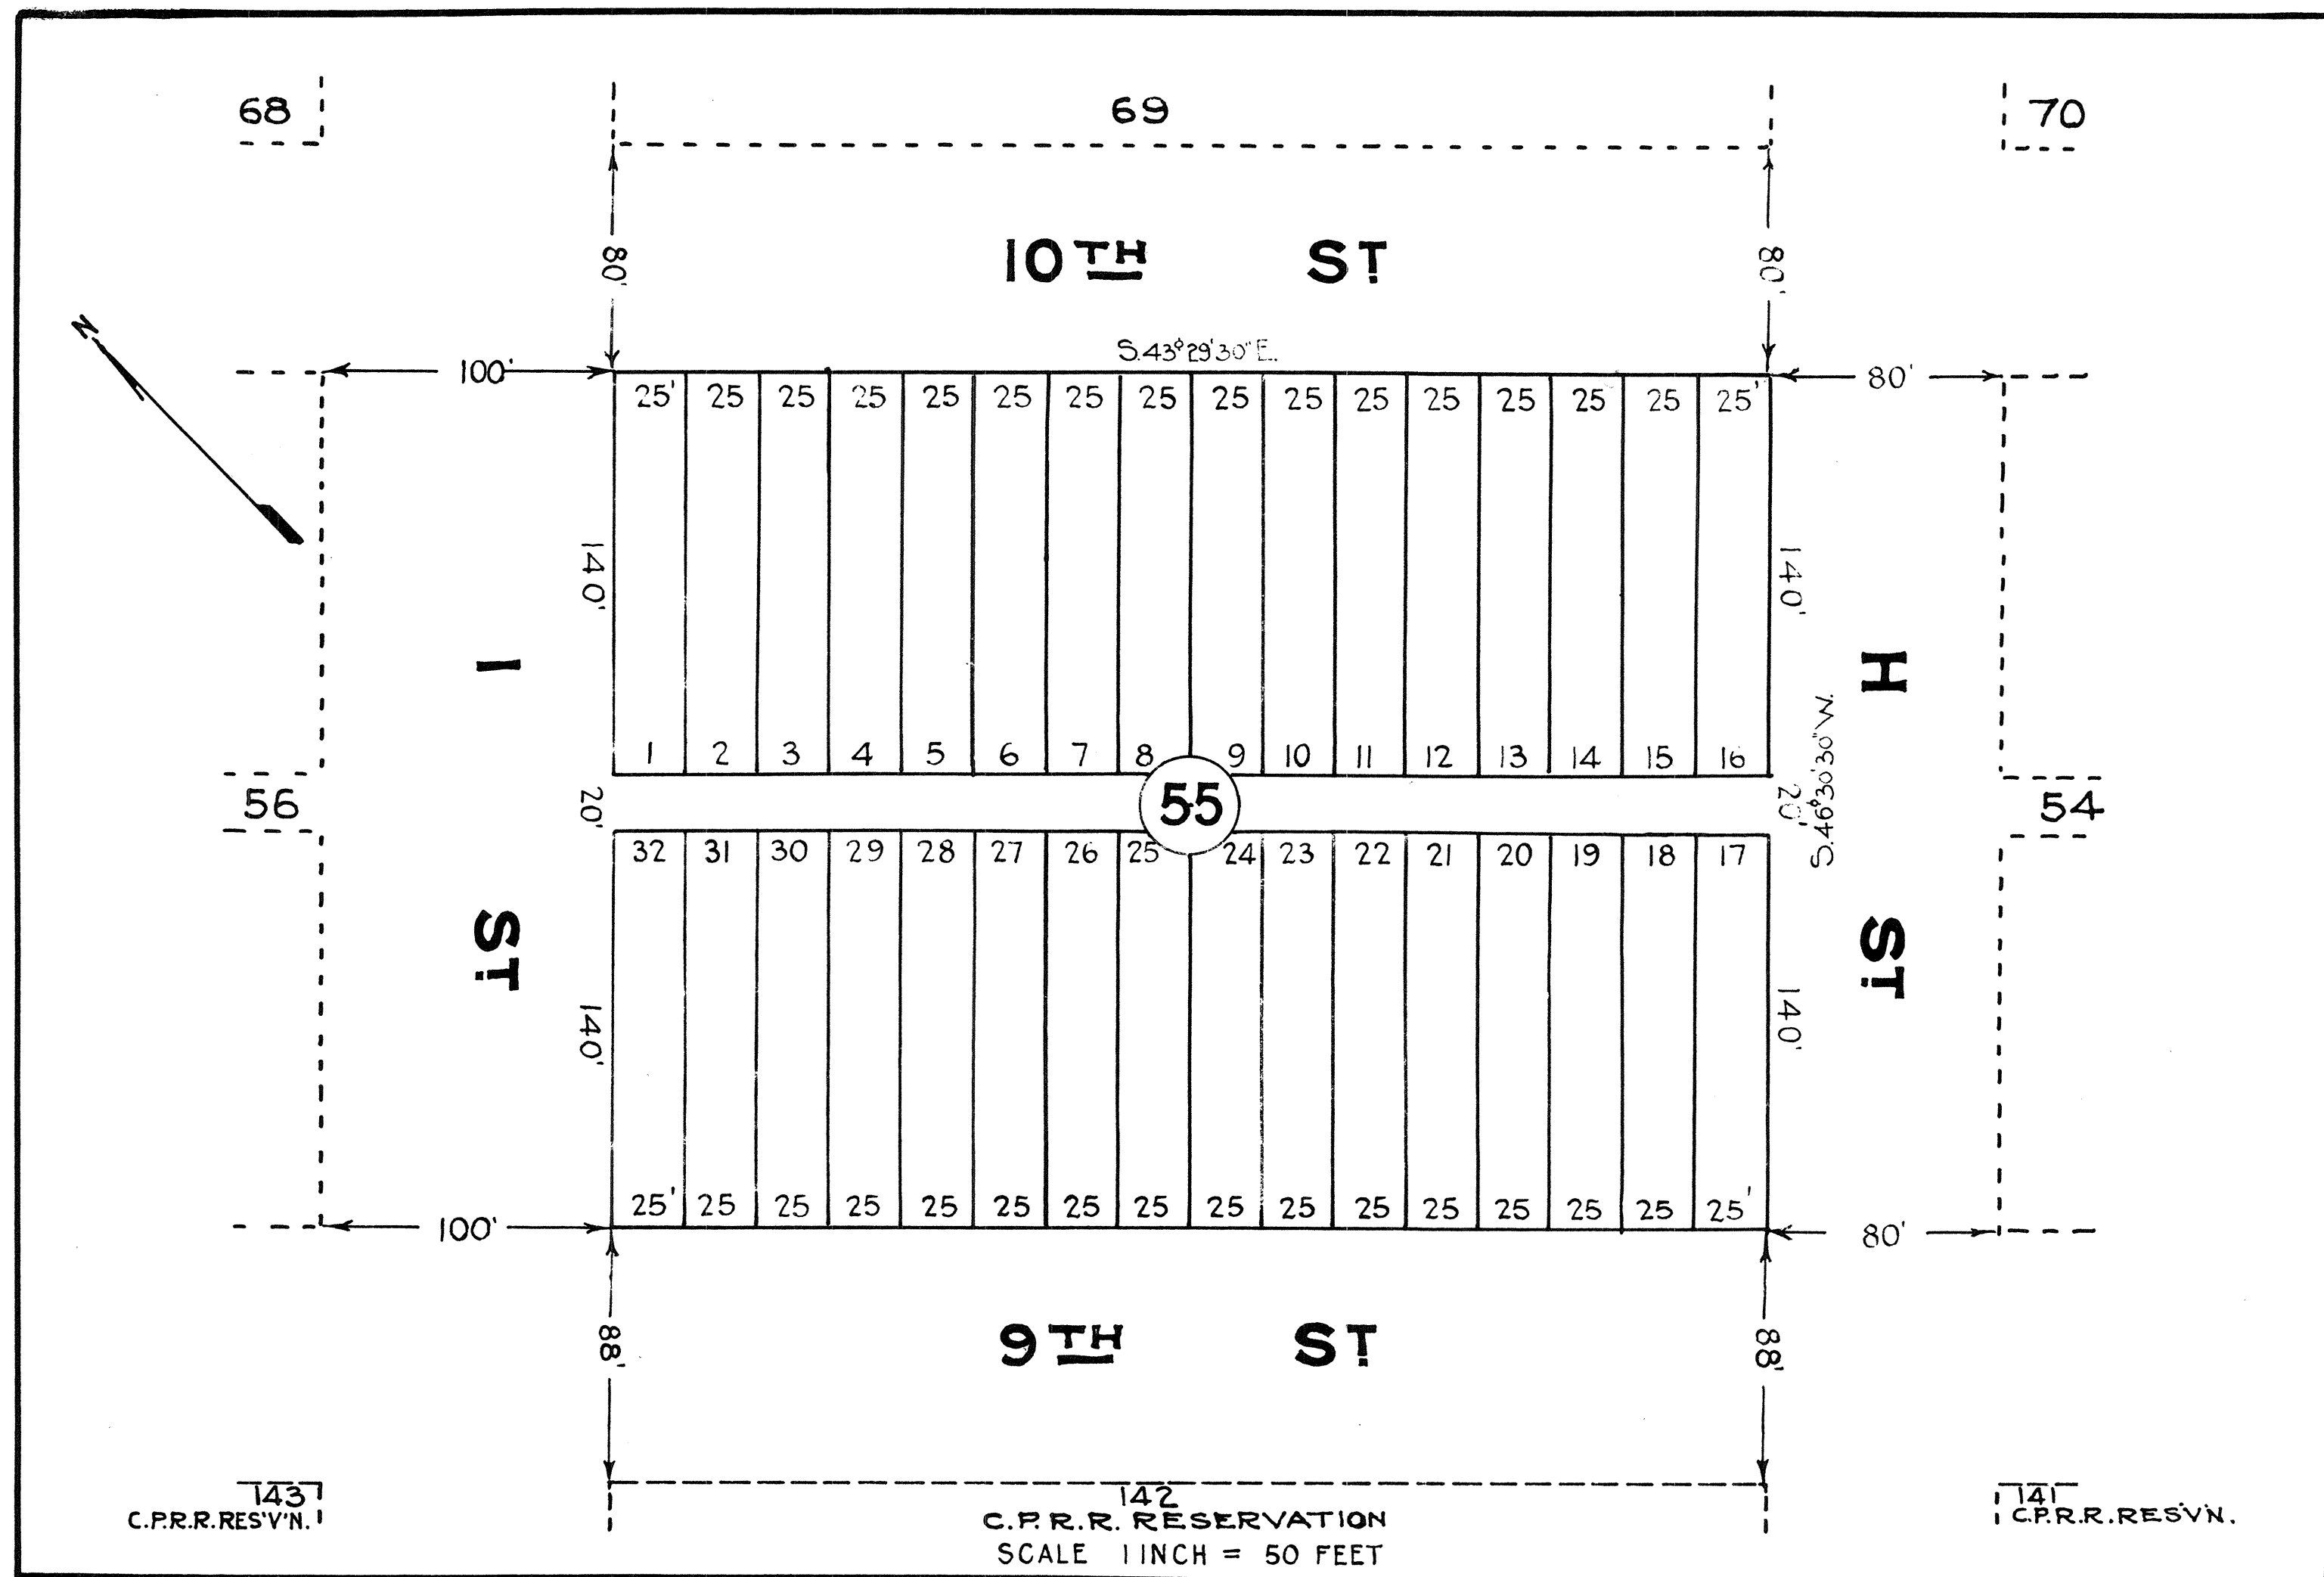 68 69 70
10TH ST
80' 80'
N
S.43°29'30"E.
100' 80'
25' 25 25 25 25 25 25 25 25 25 25 25 25 25 25 25'
140' 140'
I ST
H ST
S.46°30'30"W.
1 2 3 4 5 6 7 8 9 10 11 12 13 14 15 16
56 20' 55 20' 54
32 31 30 29 28 27 26 25 24 23 22 21 20 19 18 17
140' 140'
25' 25 25 25 25 25 25 25 25 25 25 25 25 25 25 25'
100' 80'
88' 88'
9TH ST
143 142 141
C.P.R.R.RES'V'N. C.P.R.R. RESERVATION C.P.R.R.RES'V'N.
SCALE 1 INCH = 50 FEET